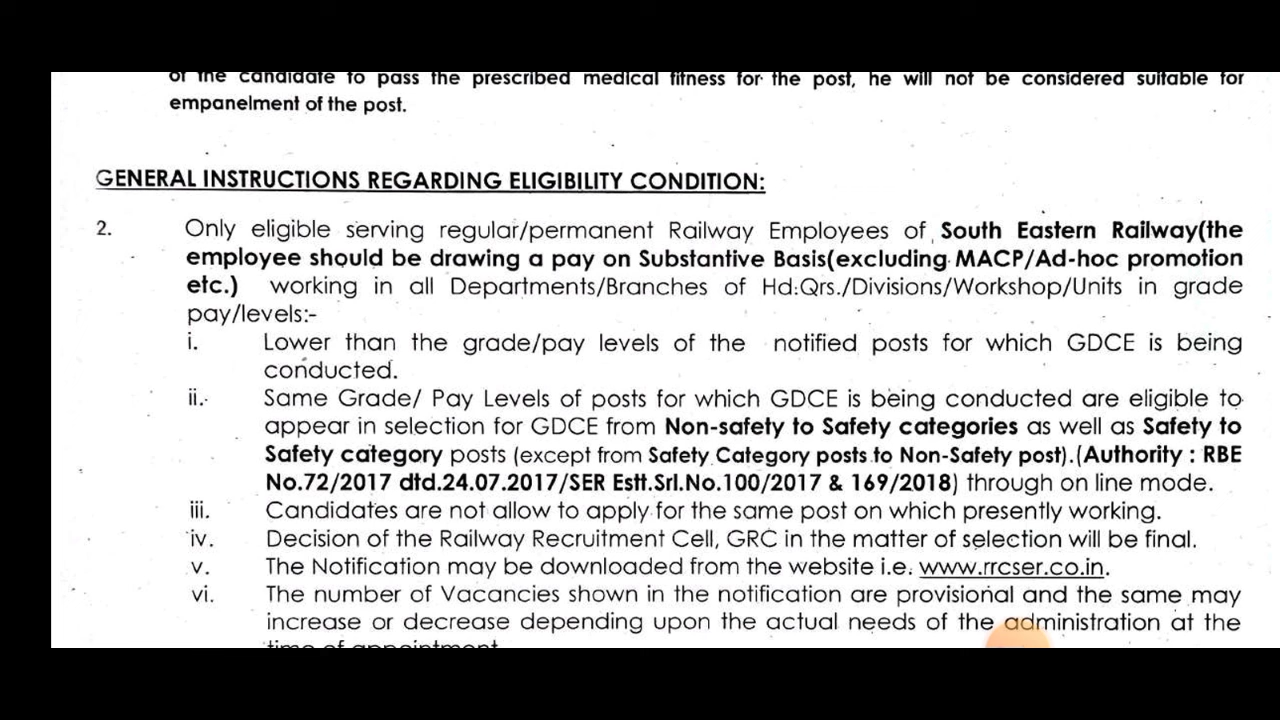 of the candidate to pass the prescribed medical fitness for the post, he will not be considered suitable for
empanelment of the post.
GENERAL INSTRUCTIONS REGARDING ELIGIBILITY CONDITION:
2. Only eligible serving regular/permanent Railway Employees of South Eastern Railway(the
employee should be drawing a pay on Substantive Basis(excluding MACP/Ad-hoc promotion
etc.) working in all Departments/Branches of Hd.Qrs./Divisions/Workshop/Units in grade
pay/levels:-
i. Lower than the grade/pay levels of the notified posts for which GDCE is being
conducted.
ii. Same Grade/ Pay Levels of posts for which GDCE is being conducted are eligible to
appear in selection for GDCE from Non-safety to Safety categories as well as Safety to
Safety category posts (except from Safety Category posts to Non-Safety post).(Authority : RBE
No.72/2017 dtd.24.07.2017/SER Estt.Srl.No.100/2017 & 169/2018) through on line mode.
iii. Candidates are not allow to apply for the same post on which presently working.
iv. Decision of the Railway Recruitment Cell, GRC in the matter of selection will be final.
v. The Notification may be downloaded from the website i.e. www.rrcser.co.in.
vi. The number of Vacancies shown in the notification are provisional and the same may
increase or decrease depending upon the actual needs of the administration at the
time of appointment